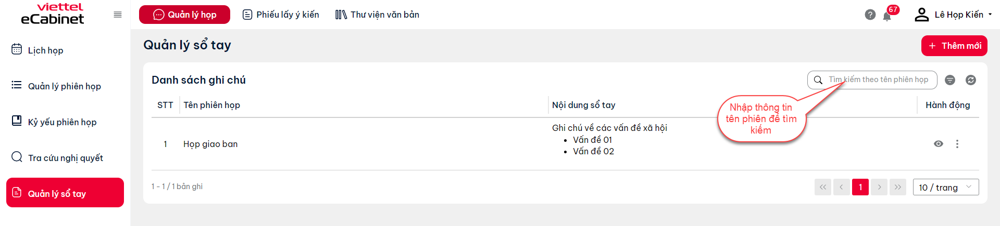 viettel
eCabinet
Quản lý họp
Phiếu lấy ý kiến
Thư viện văn bản
67
Lê Họp Kiến
Lịch họp
Quản lý phiên họp
Kỷ yếu phiên họp
Tra cứu nghị quyết
Quản lý sổ tay
Quản lý sổ tay
+ Thêm mới
Danh sách ghi chú
Tìm kiếm theo tên phiên họp
Nhập thông tin
tên phiên để tìm
kiếm
STT
Tên phiên họp
Nội dung sổ tay
Hành động
1
Họp giao ban
Ghi chú về các vấn đề xã hội
• Vấn đề 01
• Vấn đề 02
1 - 1 / 1 bản ghi
1
10 / trang